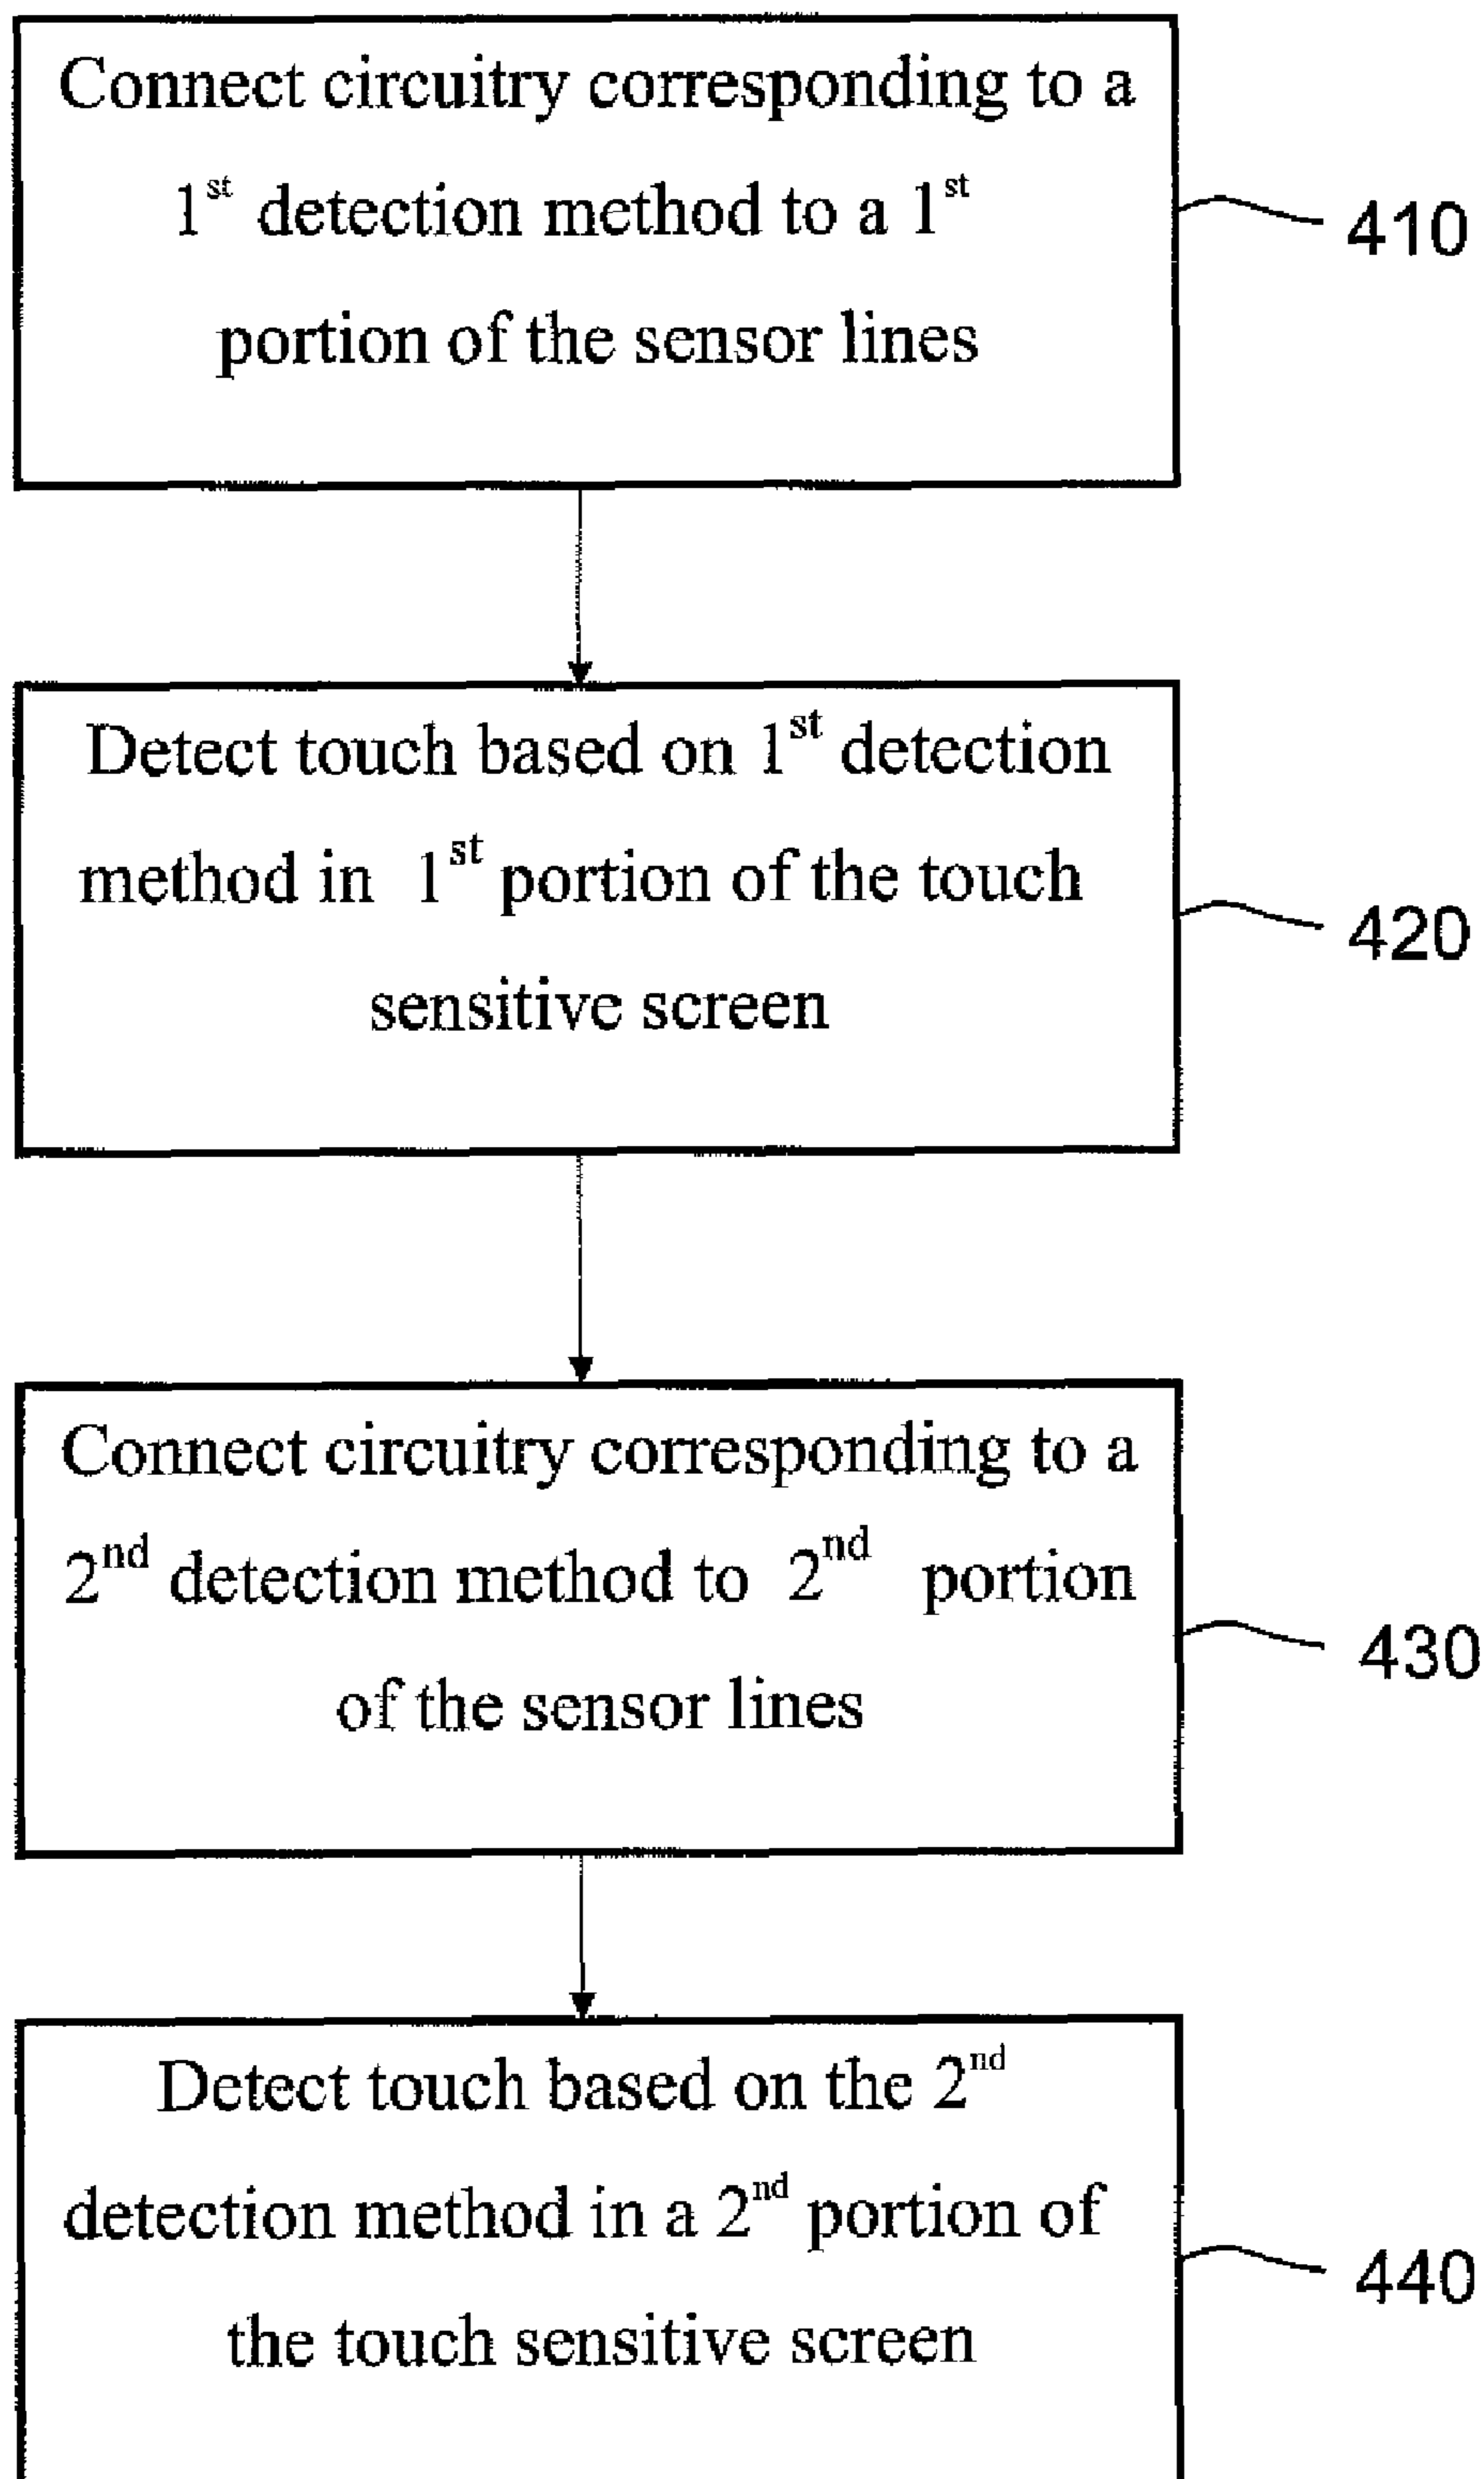 Connect circuitry corresponding to a
1st detection method to a 1st
portion of the sensor lines
410
Detect touch based on 1st detection
method in 1st portion of the touch
sensitive screen
420
Connect circuitry corresponding to a
2nd detection method to 2nd portion
of the sensor lines
430
Detect touch based on the 2nd
detection method in a 2nd portion of
the touch sensitive screen
440